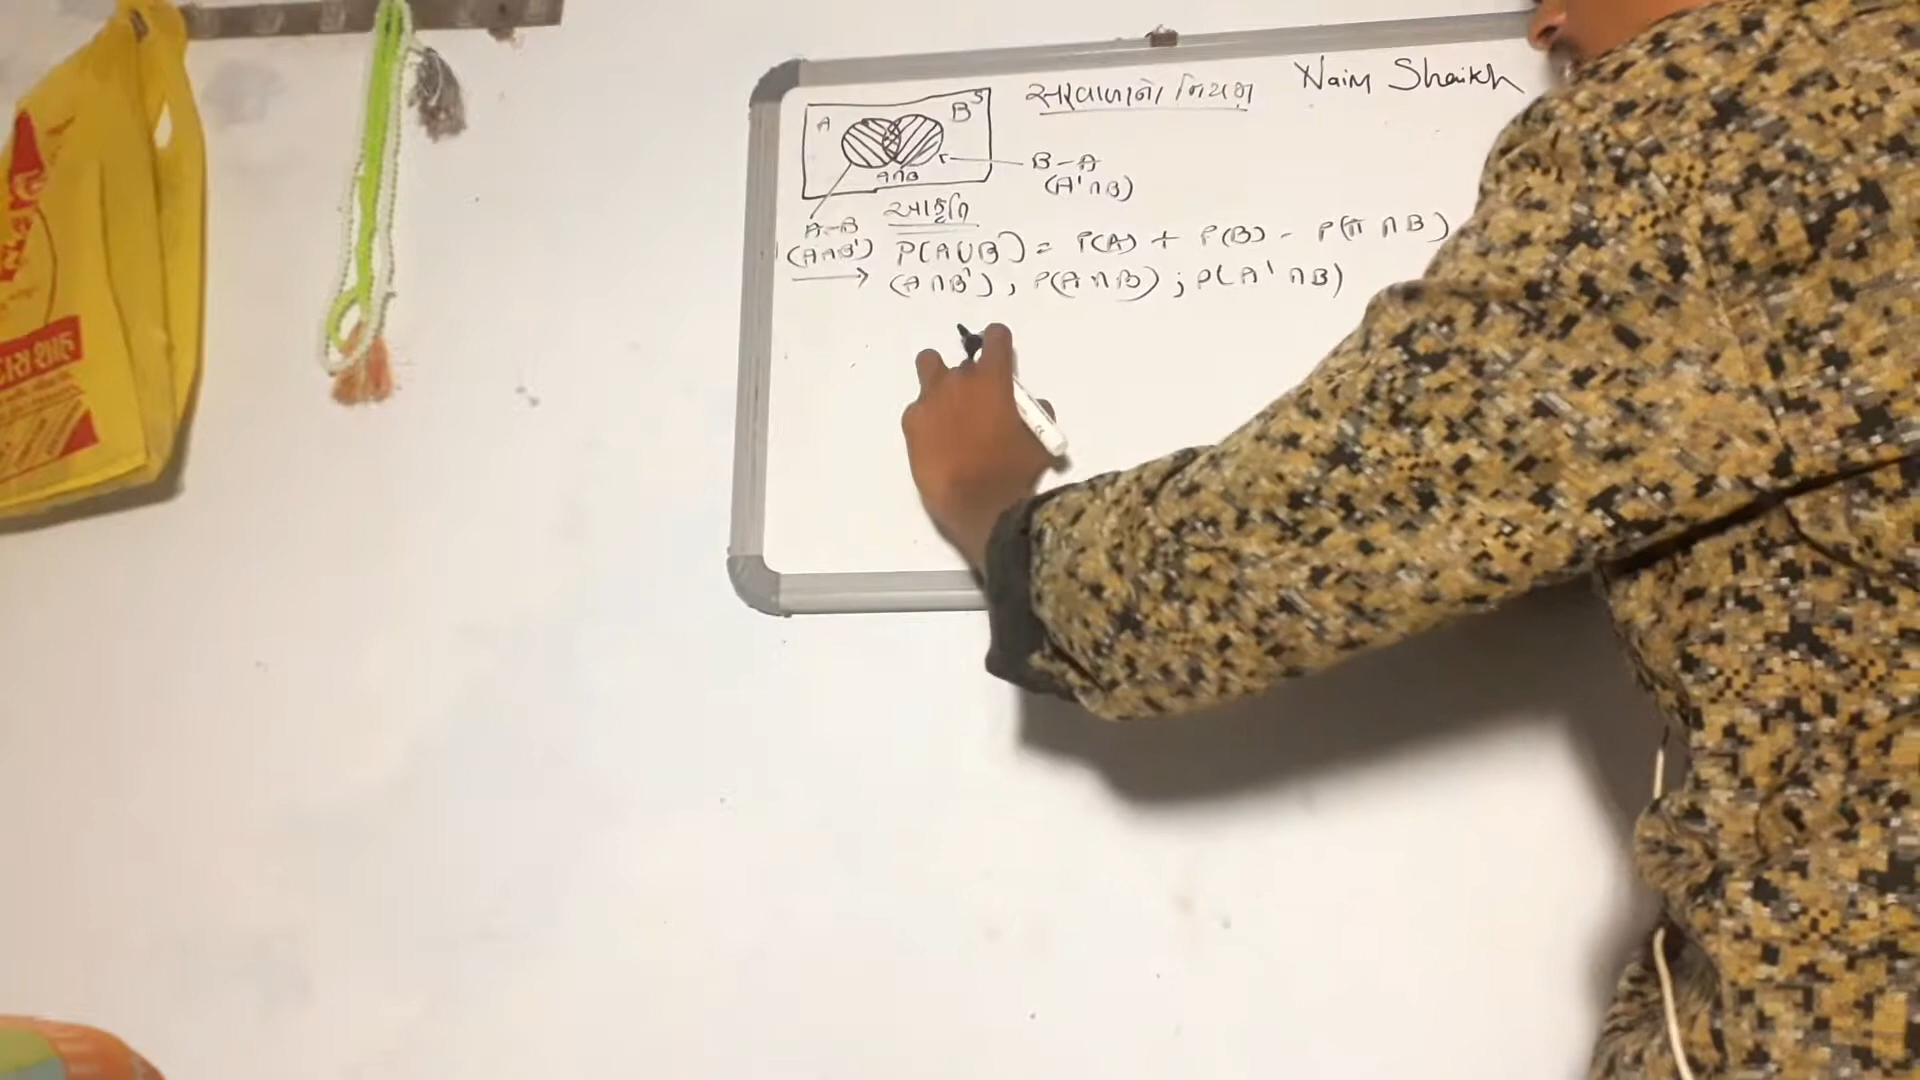 સરવાળાનો નિયમ Naim Shaikh
A B S
A∩B
B-A
(A'∩B)
આકૃતિ
A-B
(A∩B') P(A∪B) = P(A) + P(B) - P(A∩B)
→ (A∩B'), P(A∩B); P(A'∩B)